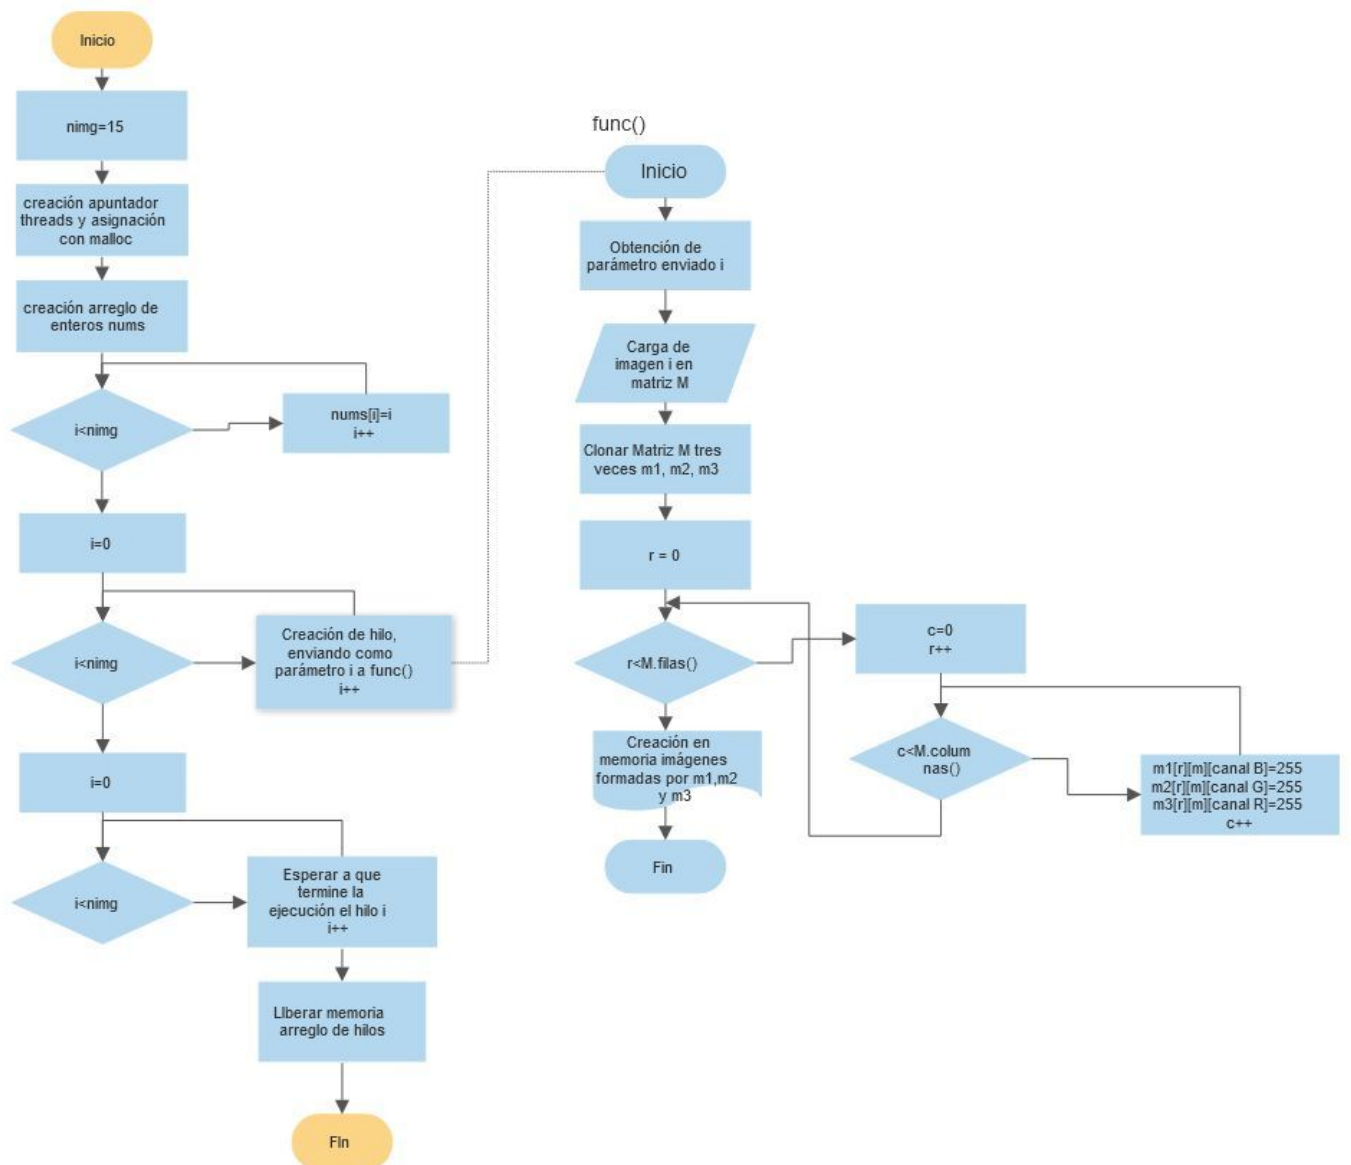 Inicio
nimg=15
creación apuntador
threads y asignación
con malloc
creación arreglo de
enteros nums
i<nimg
nums[i]=i
i++
i=0
i<nimg
Creación de hilo,
enviando como
parámetro i a func()
i++
i=0
i<nimg
Esperar a que
termine la
ejecución el hilo i
i++
LIberar memoria
arreglo de hilos
FIn
func()
Inicio
Obtención de
parámetro enviado i
Carga de
imagen i en
matriz M
Clonar Matriz M tres
veces m1, m2, m3
r = 0
r<M.filas()
c=0
r++
c<M.colum
nas()
m1[r][m][canal B]=255
m2[r][m][canal G]=255
m3[r][m][canal R]=255
c++
Creación en
memoria imágenes
formadas por m1,m2
y m3
Fin